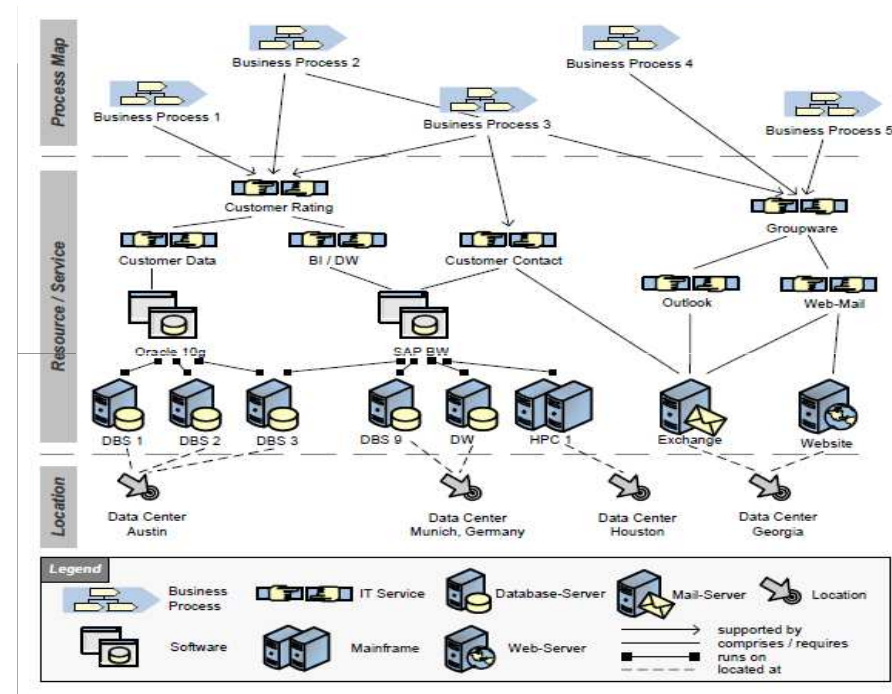 Process Map
Business Process 2
Business Process 4
Business Process 1
Business Process 3
Business Process 5
Resource / Service
Customer Rating
Groupware
Customer Data
BI / DW
Customer Contact
Outlook
Web-Mail
Oracle 10g
SAP BW
DBS 1
DBS 2
DBS 3
DBS 9
DW
HPC 1
Exchange
Website
Location
Data Center
Austin
Data Center
Munich, Germany
Data Center
Houston
Data Center
Georgia
Legend
Business
Process
IT Service
Database-Server
Mail-Server
Location
Software
Mainframe
Web-Server
supported by
comprises / requires
runs on
located at